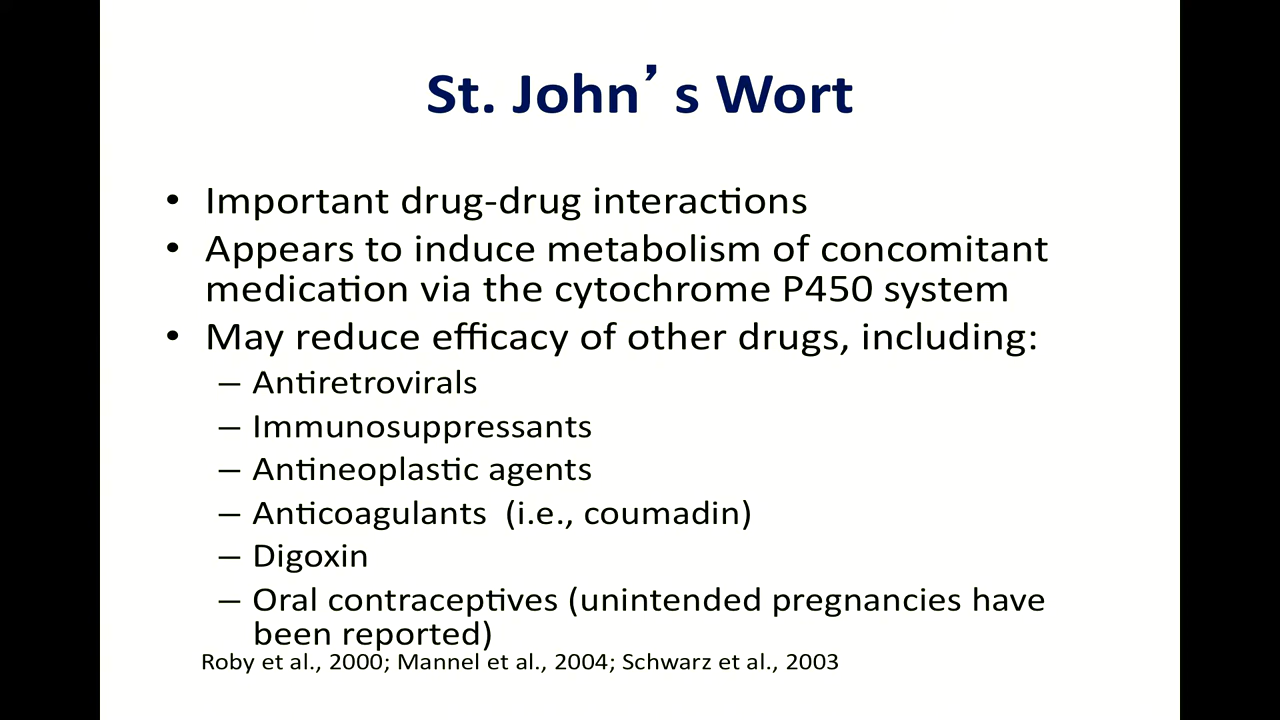 St. John’s Wort
• Important drug-drug interactions
• Appears to induce metabolism of concomitant
medication via the cytochrome P450 system
• May reduce efficacy of other drugs, including:
– Antiretrovirals
– Immunosuppressants
– Antineoplastic agents
– Anticoagulants (i.e., coumadin)
– Digoxin
– Oral contraceptives (unintended pregnancies have
been reported)
Roby et al., 2000; Mannel et al., 2004; Schwarz et al., 2003